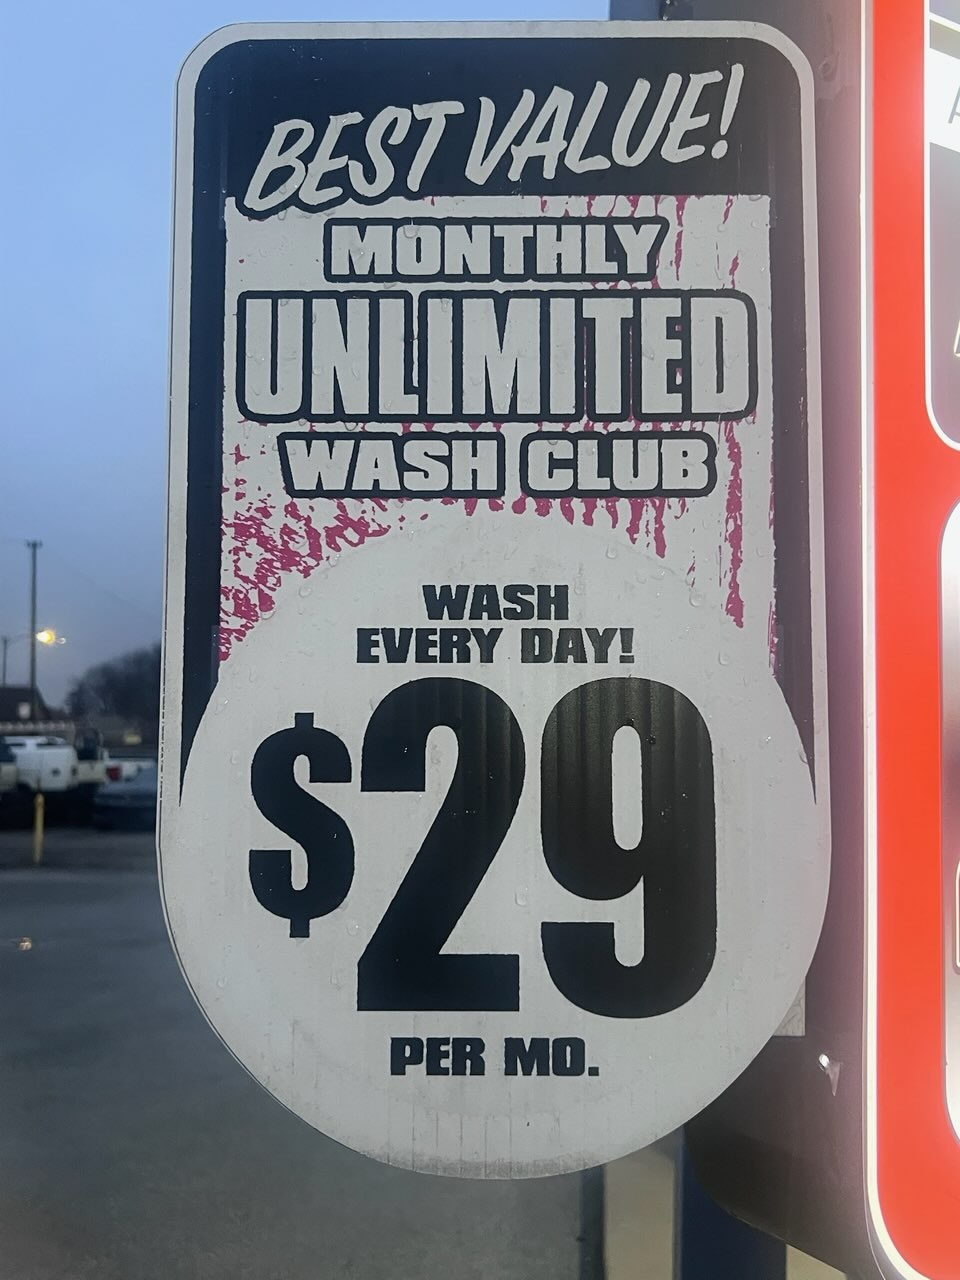 BEST VALUE!
MONTHLY
UNLIMITED
WASH CLUB
WASH
EVERY DAY!
$29
PER MO.